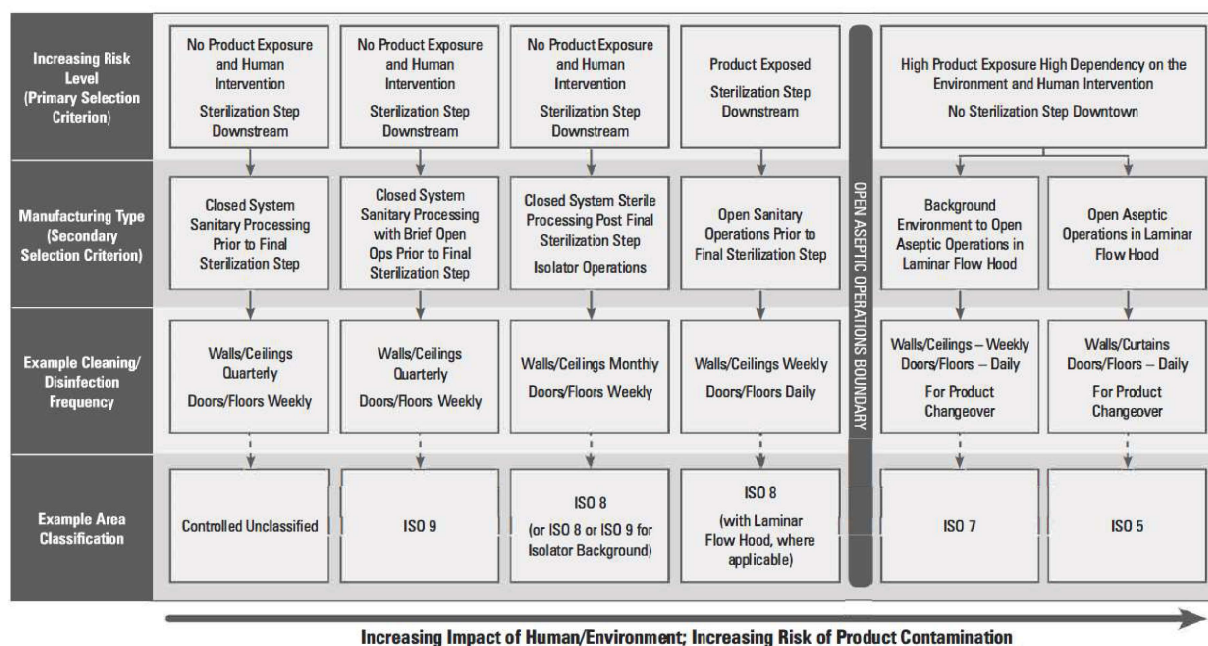 Increasing Risk
Level
(Primary Selection
Criterion)
No Product Exposure
and Human
Intervention
Sterilization Step
Downstream
No Product Exposure
and Human
Intervention
Sterilization Step
Downstream
No Product Exposure
and Human
Intervention
Sterilization Step
Downstream
Product Exposed
Sterilization Step
Downstream
High Product Exposure High Dependency on the
Environment and Human Intervention
No Sterilization Step Downtown
Manufacturing Type
(Secondary
Selection Criterion)
Closed System
Sanitary Processing
Prior to Final
Sterilization Step
Closed System
Sanitary Processing
with Brief Open
Ops Prior to Final
Sterilization Step
Closed System Sterile
Processing Post Final
Sterilization Step
Isolator Operations
Open Sanitary
Operations Prior to
Final Sterilization Step
OPEN ASEPTIC OPERATIONS BOUNDARY
Background
Environment to Open
Aseptic Operations in
Laminar Flow Hood
Open Aseptic
Operations in Laminar
Flow Hood
Example Cleaning/
Disinfection
Frequency
Walls/Ceilings
Quarterly
Doors/Floors Weekly
Walls/Ceilings
Quarterly
Doors/Floors Weekly
Walls/Ceilings Monthly
Doors/Floors Weekly
Walls/Ceilings Weekly
Doors/Floors Daily
Walls/Ceilings – Weekly
Doors/Floors – Daily
For Product
Changeover
Walls/Curtains
Doors/Floors – Daily
For Product
Changeover
Example Area
Classification
Controlled Unclassified
ISO 9
ISO 8
(or ISO 8 or ISO 9 for
Isolator Background)
ISO 8
(with Laminar
Flow Hood, where
applicable)
ISO 7
ISO 5
Increasing Impact of Human/Environment; Increasing Risk of Product Contamination